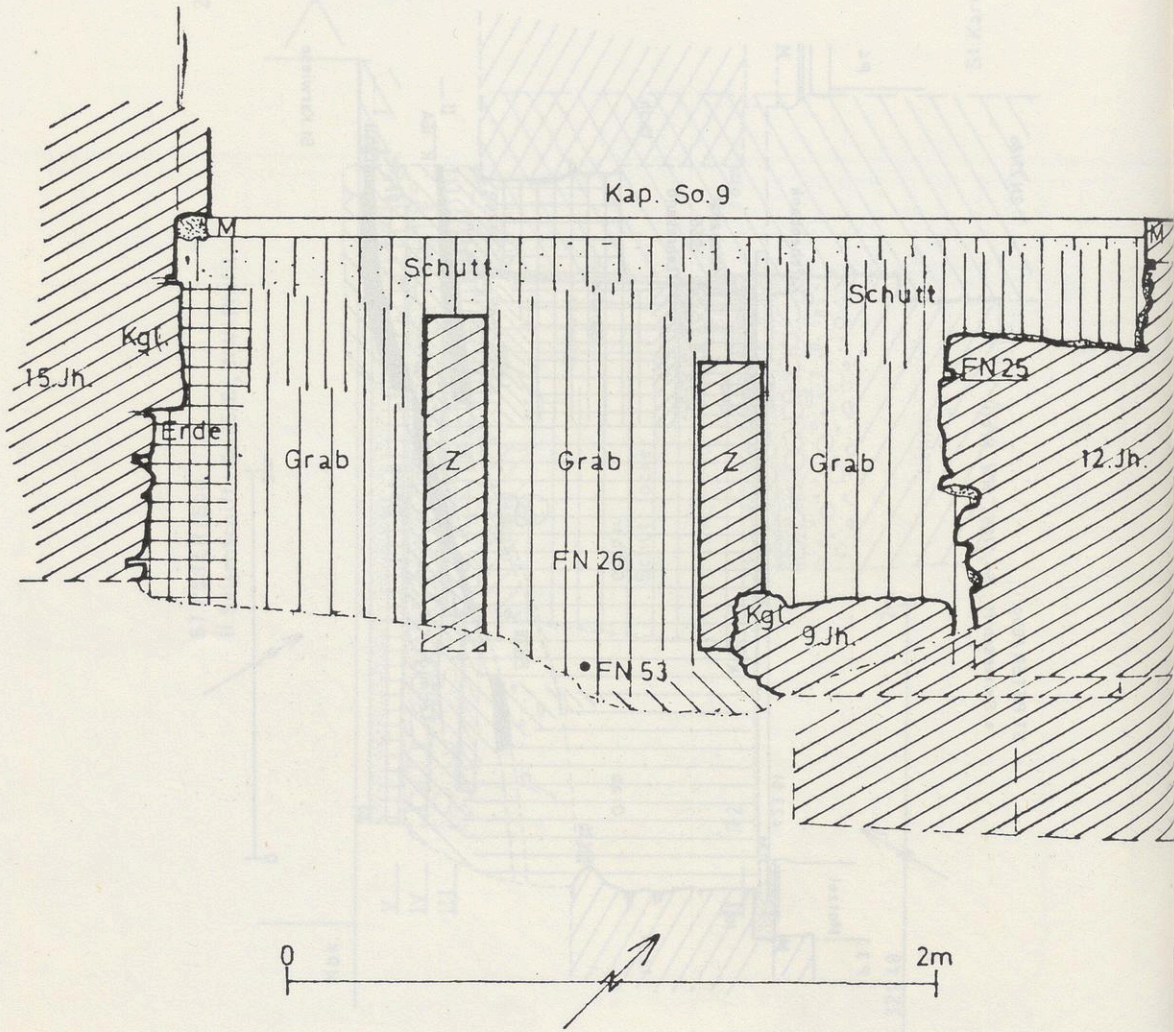 Kap. So. 9
M
M
Schutt
Schutt
Kgl.
15. Jh.
FN 25
Erde
Grab
Z
Grab
Z
Grab
12. Jh.
FN 26
Kgl.
9. Jh.
FN 53
0
2m
N